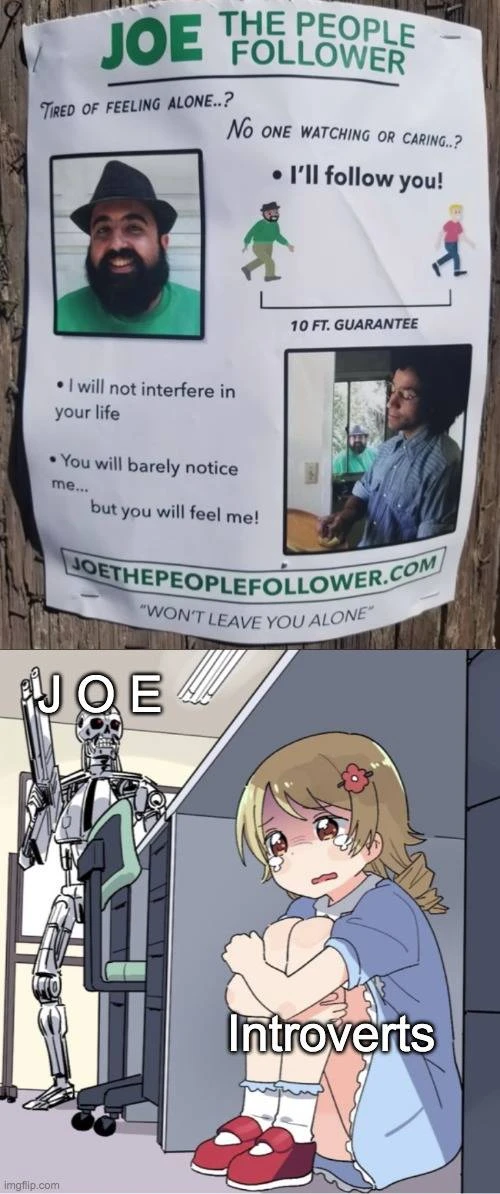 JOE THE PEOPLE
FOLLOWER
TIRED OF FEELING ALONE..?
NO ONE WATCHING OR CARING..?
• I'll follow you!
10 FT. GUARANTEE
• I will not interfere in
your life
• You will barely notice
me...
but you will feel me!
JOETHEPEOPLEFOLLOWER.COM
"WON'T LEAVE YOU ALONE"
J O E
Introverts
imgflip.com